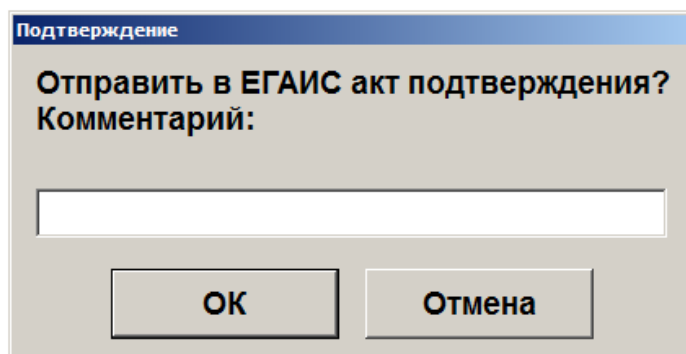 Подтверждение
Отправить в ЕГАИС акт подтверждения?
Комментарий:
ОК
Отмена